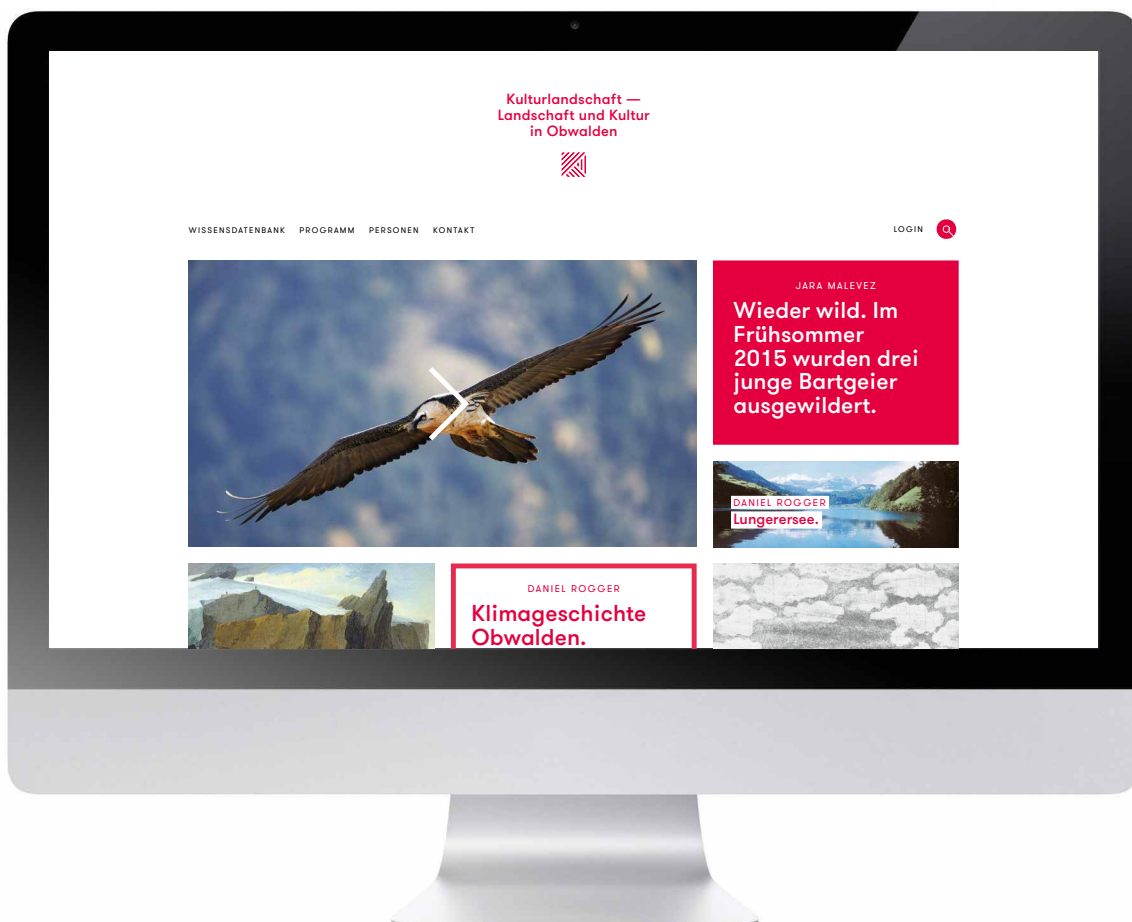 Kulturlandschaft —
Landschaft und Kultur
in Obwalden
WISSENSDATENBANK PROGRAMM PERSONEN KONTAKT
LOGIN
JARA MALEVEZ
Wieder wild. Im
Frühsommer
2015 wurden drei
junge Bartgeier
ausgewildert.
DANIEL ROGGER
Lungerersee.
DANIEL ROGGER
Klimageschichte
Obwalden.